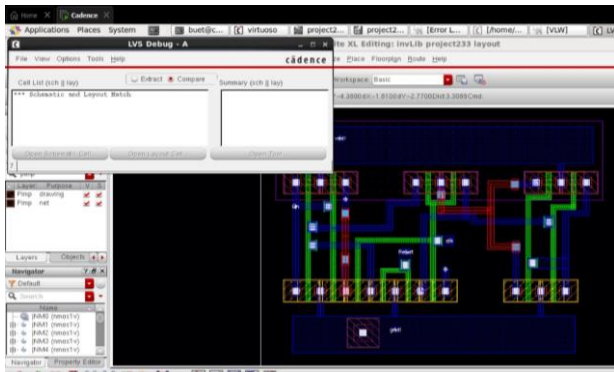 Home
Cadence
Applications Places System
buet@c...
virtuoso
project2...
project2...
[Error L...
[/home/...
[VLW]
LVS Debug - A
te XL Editing: invLib project233 layout
File View Options Tools Help
cādence
Place Floorplan Route Help
Call List (sch || lay)
Extract
Compare
Summary (sch || lay)
Workspace: Basic
*** Schematic and Layout Match
Open Schematic Cell...
Open Layout Cell...
Open Tool...
Layer Purpose V S
Pimp drawing
Pimp net
Layers
Objects
Navigator
Default
Search
Name
|NM0 (nmos1v)
|NM1 (nmos1v)
|NM2 (nmos1v)
|NM3 (nmos1v)
|NM4 (nmos1v)
Navigator
Property Editor